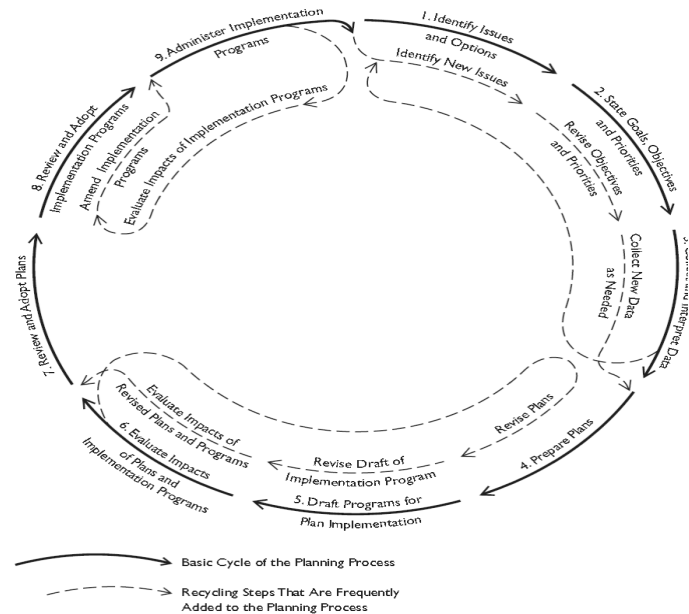 1. Identify Issues
and Options
Identify New Issues
2. State Goals, Objectives
and Priorities
Revise Objectives
and Priorities
and Interpret Data
Collect New Data
as Needed
4. Prepare Plans
Revise Plans
5. Draft Programs for
Plan Implementation
Revise Draft of
Implementation Program
6. Evaluate Impacts
of Plans and
Implementation Programs
Evaluate Impacts of
Revised Plans and Programs
7. Review and Adopt Plans
8. Review and Adopt
Implementation Programs
Amend Implementation
Programs
Evaluate Impacts of Implementation Programs
9. Administer Implementation
Programs
Basic Cycle of the Planning Process
Recycling Steps That Are Frequently
Added to the Planning Process